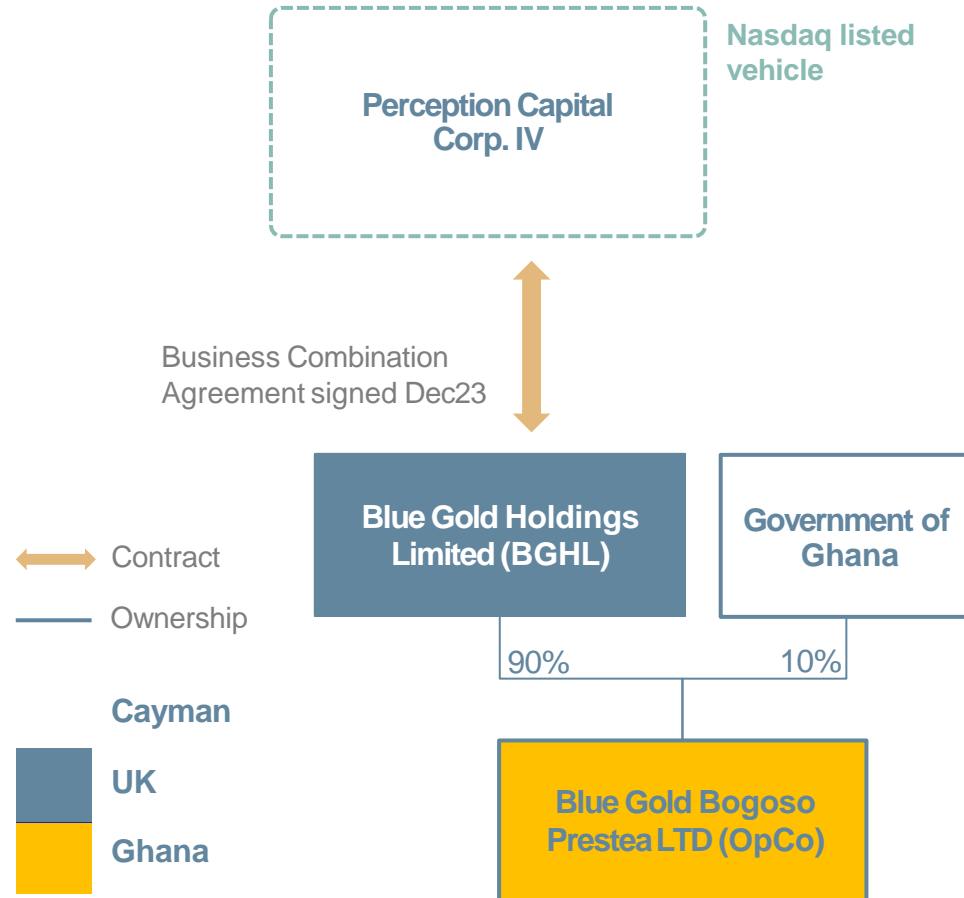 Nasdaq listed
vehicle
Perception Capital
Corp. IV
Business Combination
Agreement signed Dec23
Blue Gold Holdings
Limited (BGHL)
Government of
Ghana
Contract
Ownership
90%
10%
Cayman
UK
Ghana
Blue Gold Bogoso
Prestea LTD (OpCo)